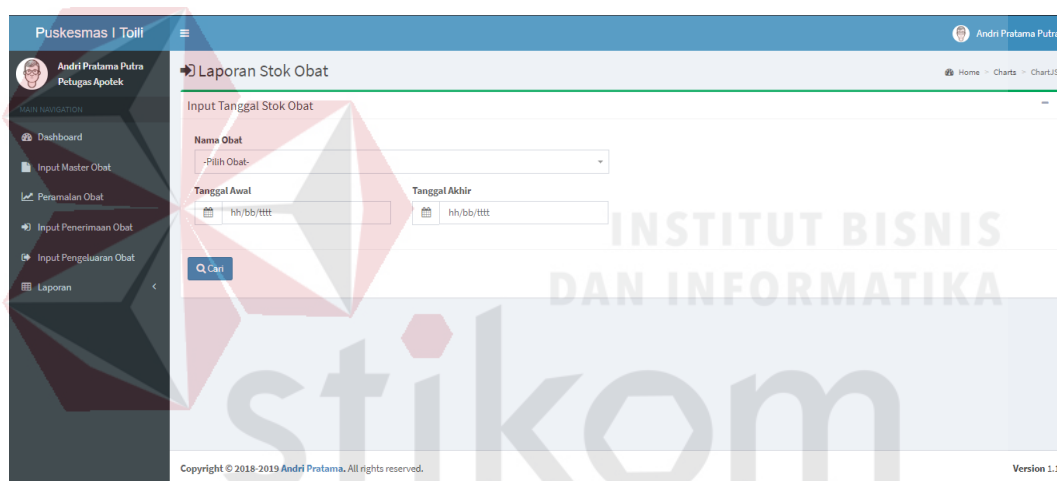 Puskesmas I Toili
Andri Pratama Putra
Andri Pratama Putra
Petugas Apotek
MAIN NAVIGATION
Dashboard
Input Master Obat
Peramalan Obat
Input Penerimaan Obat
Input Pengeluaran Obat
Laporan
Laporan Stok Obat
Home > Charts > ChartJS
Input Tanggal Stok Obat
Nama Obat
-Pilih Obat-
Tanggal Awal
Tanggal Akhir
hh/bb/tttt
hh/bb/tttt
Cari
INSTITUT BISNIS
DAN INFORMATIKA
stikom
Copyright © 2018-2019 Andri Pratama. All rights reserved.
Version 1.1